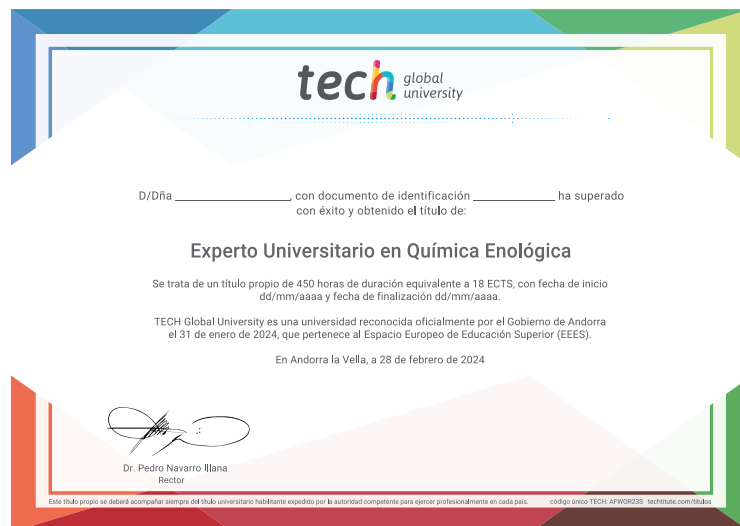 tech global university
D/Dña ______________, con documento de identificación ______________ ha superado
con éxito y obtenido el título de:
Experto Universitario en Química Enológica
Se trata de un título propio de 450 horas de duración equivalente a 18 ECTS, con fecha de inicio
dd/mm/aaaa y fecha de finalización dd/mm/aaaa.
TECH Global University es una universidad reconocida oficialmente por el Gobierno de Andorra
el 31 de enero de 2024, que pertenece al Espacio Europeo de Educación Superior (EEES).
En Andorra la Vella, a 28 de febrero de 2024
Dr. Pedro Navarro Illana
Rector
Este título propio se deberá acompañar siempre del título universitario habilitante expedido por la autoridad competente para ejercer profesionalmente en cada país. código único TECH: AFWOR23S techtitute.com/titulos